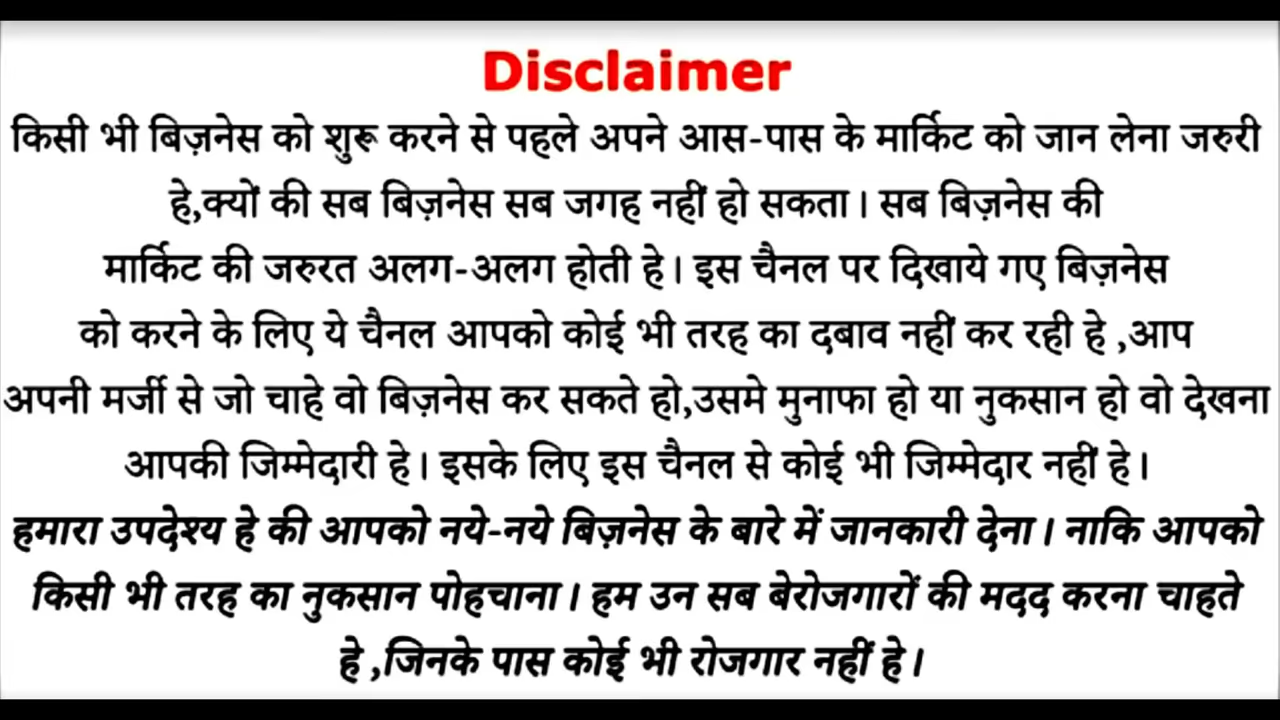 Disclaimer
किसी भी बिज़नेस को शुरू करने से पहले अपने आस-पास के मार्किट को जान लेना जरुरी
हे,क्यों की सब बिज़नेस सब जगह नहीं हो सकता। सब बिज़नेस की
मार्किट की जरुरत अलग-अलग होती हे। इस चैनल पर दिखाये गए बिज़नेस
को करने के लिए ये चैनल आपको कोई भी तरह का दबाव नहीं कर रही हे ,आप
अपनी मर्जी से जो चाहे वो बिज़नेस कर सकते हो,उसमे मुनाफा हो या नुकसान हो वो देखना
आपकी जिम्मेदारी हे। इसके लिए इस चैनल से कोई भी जिम्मेदार नहीं हे।
हमारा उपदेश्य हे की आपको नये-नये बिज़नेस के बारे में जानकारी देना। नाकि आपको
किसी भी तरह का नुकसान पोहचाना। हम उन सब बेरोजगारों की मदद करना चाहते
हे ,जिनके पास कोई भी रोजगार नहीं हे।